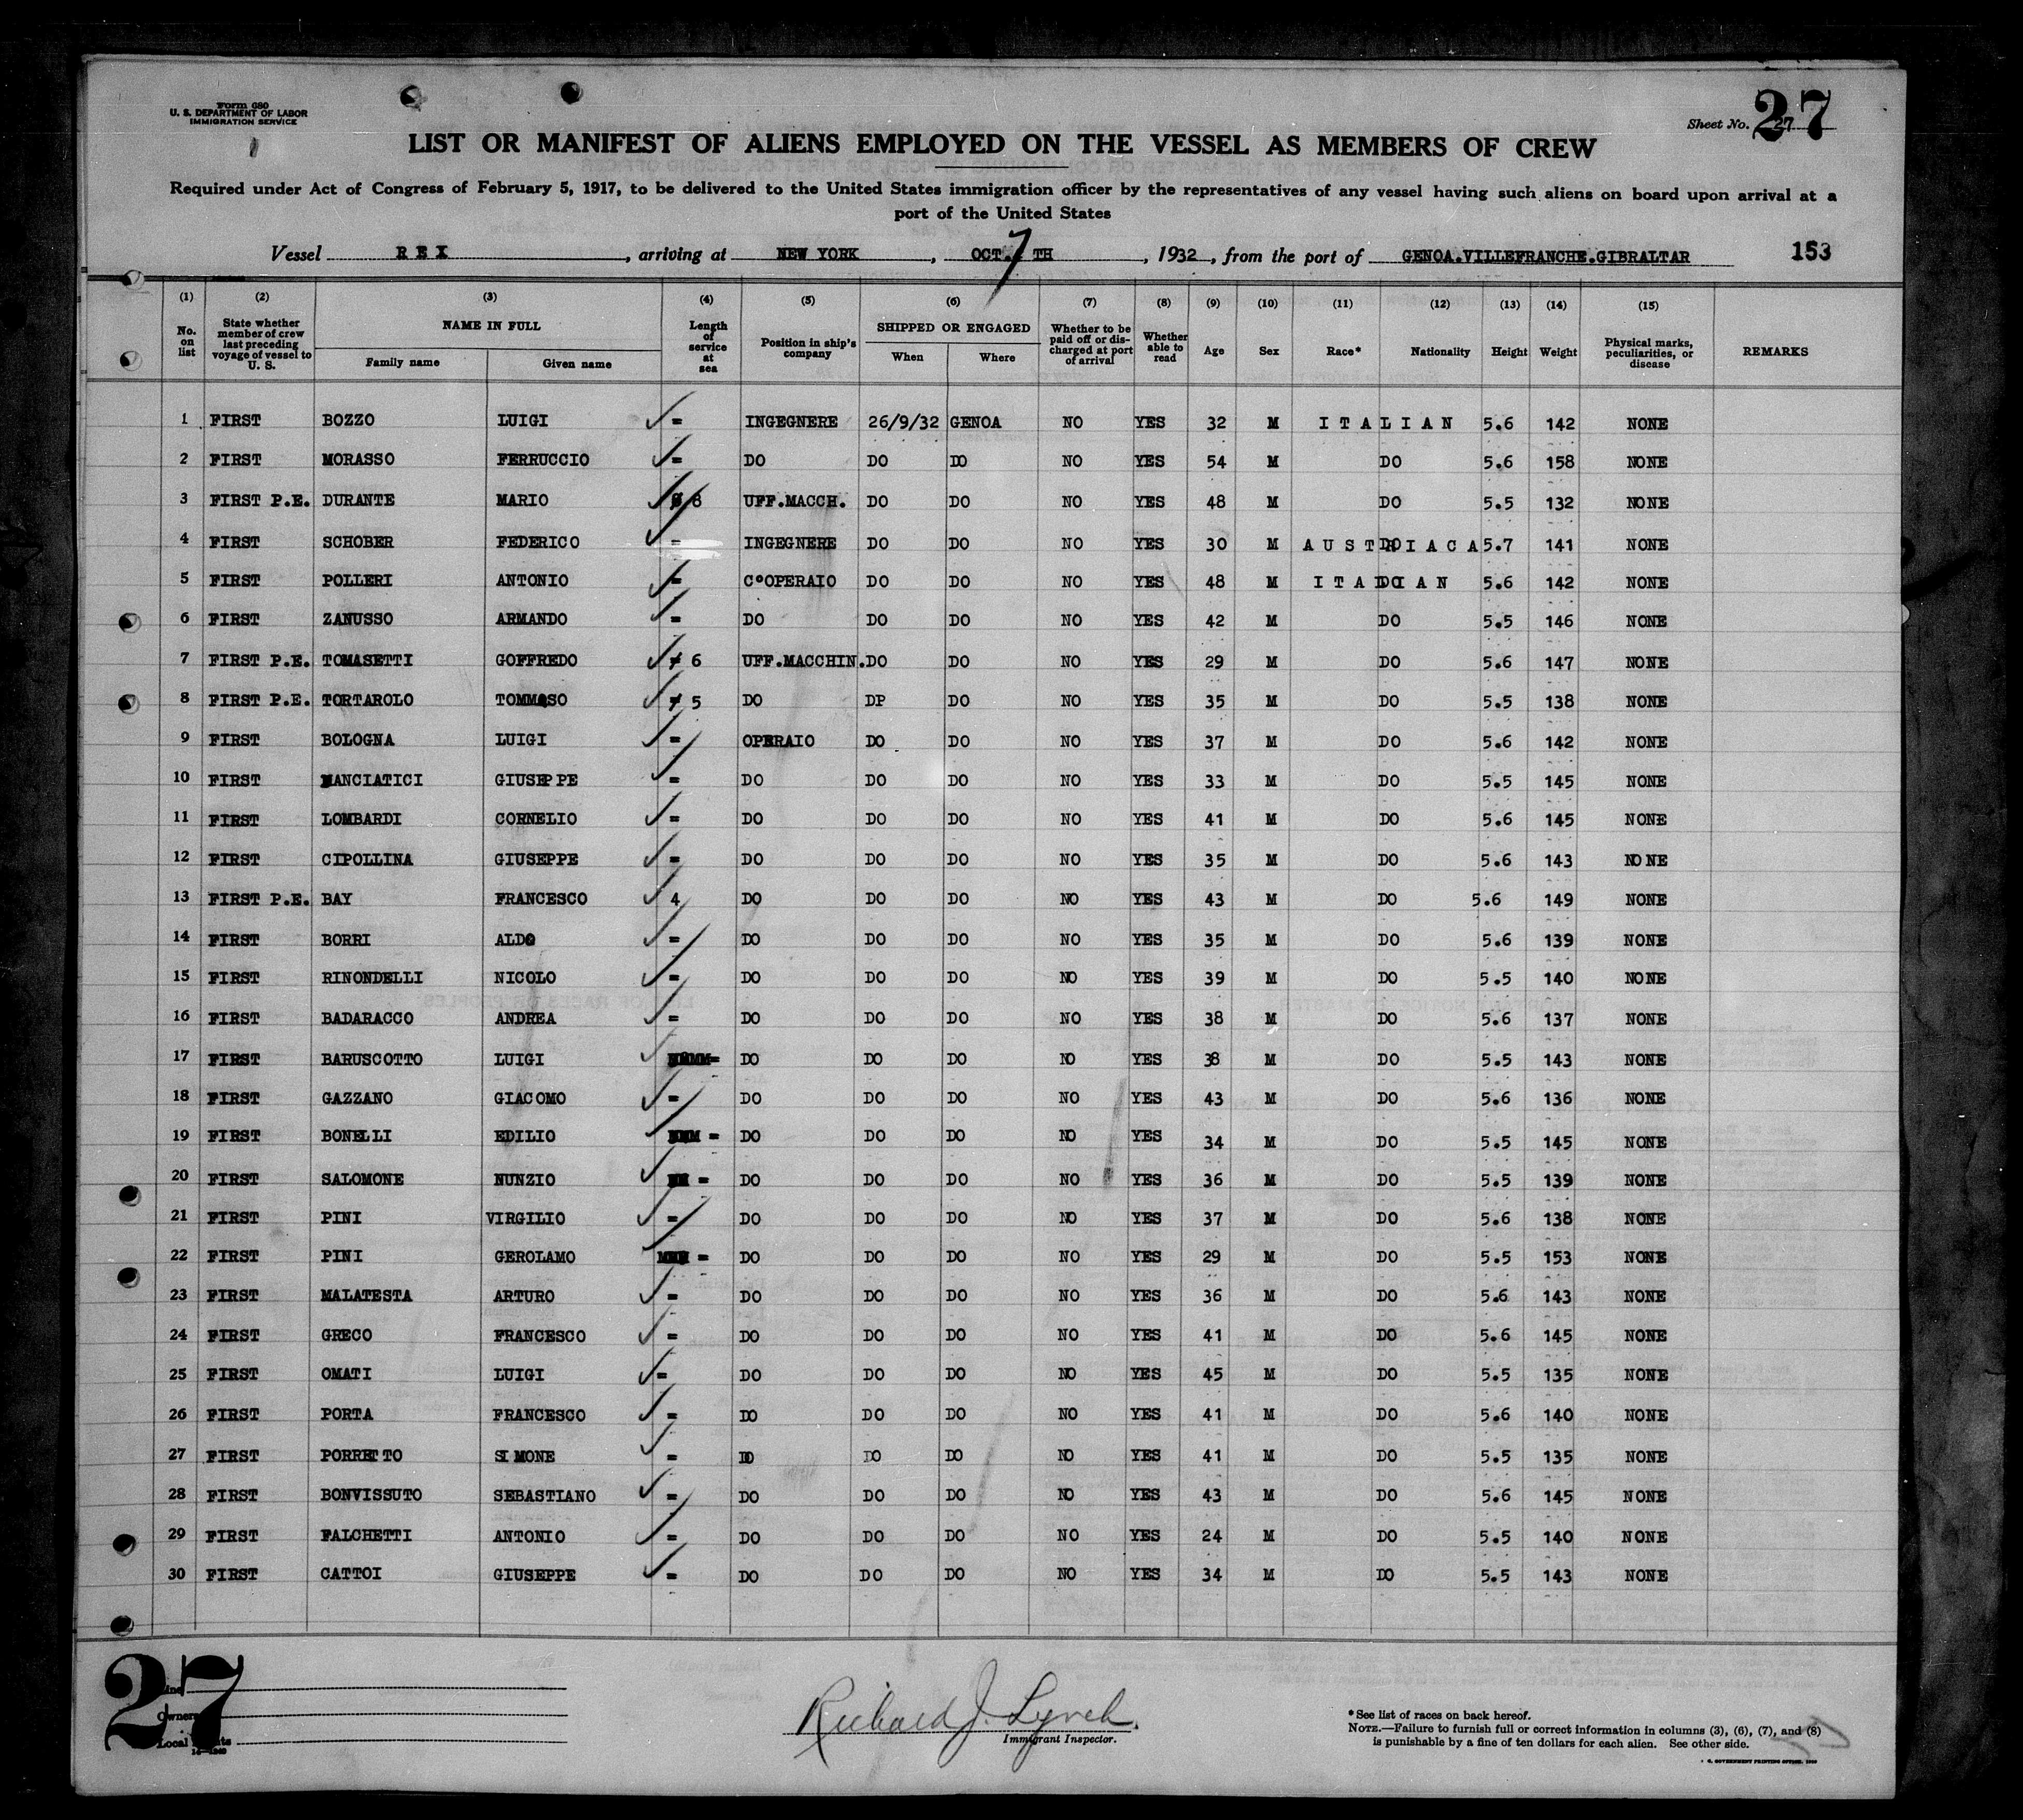 Form 680
U. S. DEPARTMENT OF LABOR
IMMIGRATION SERVICE
Sheet No. 27
27
LIST OR MANIFEST OF ALIENS EMPLOYED ON THE VESSEL AS MEMBERS OF CREW
Required under Act of Congress of February 5, 1917, to be delivered to the United States immigration officer by the representatives of any vessel having such aliens on board upon arrival at a
port of the United States
Vessel REX, arriving at NEW YORK, OCT. 7 TH, 1932, from the port of GENOA.VILLEFRANCHE.GIBRALTAR 153
(1) (2) (3) (4) (5) (6) (7) (8) (9) (10) (11) (12) (13) (14) (15)
No. on list State whether member of crew last preceding voyage of vessel to U. S. NAME IN FULL Family name Given name Length of service at sea Position in ship's company SHIPPED OR ENGAGED When Where Whether to be paid off or discharged at port of arrival Whether able to read Age Sex Race* Nationality Height Weight Physical marks, peculiarities, or disease REMARKS
1 FIRST BOZZO LUIGI = INGEGNERE 26/9/32 GENOA NO YES 32 M ITALIAN 5.6 142 NONE
2 FIRST MORASSO FERRUCCIO = DO DO DO NO YES 54 M DO 5.6 158 NONE
3 FIRST P.E. DURANTE MARIO 8 UFF.MACCH. DO DO NO YES 48 M DO 5.5 132 NONE
4 FIRST SCHOBER FEDERICO = INGEGNERE DO DO NO YES 30 M AUSTRIACA 5.7 141 NONE
5 FIRST POLLERI ANTONIO = C°OPERAIO DO DO NO YES 48 M ITALIAN 5.6 142 NONE
6 FIRST ZANUSSO ARMANDO = DO DO DO NO YES 42 M DO 5.5 146 NONE
7 FIRST P.E. TOMASETTI GOFFREDO 6 UFF.MACCHIN. DO DO NO YES 29 M DO 5.6 147 NONE
8 FIRST P.E. TORTAROLO TOMMASO 5 DO DP DO NO YES 35 M DO 5.5 138 NONE
9 FIRST BOLOGNA LUIGI = OPERAIO DO DO NO YES 37 M DO 5.6 142 NONE
10 FIRST MANCIATICI GIUSEPPE = DO DO DO NO YES 33 M DO 5.5 145 NONE
11 FIRST LOMBARDI CORNELIO = DO DO DO NO YES 41 M DO 5.6 145 NONE
12 FIRST CIPOLLINA GIUSEPPE = DO DO DO NO YES 35 M DO 5.6 143 NONE
13 FIRST P.E. BAY FRANCESCO 4 DO DO DO NO YES 43 M DO 5.6 149 NONE
14 FIRST BORRI ALDO = DO DO DO NO YES 35 M DO 5.6 139 NONE
15 FIRST RINONDELLI NICOLO = DO DO DO NO YES 39 M DO 5.5 140 NONE
16 FIRST BADARACCO ANDREA = DO DO DO NO YES 38 M DO 5.6 137 NONE
17 FIRST BARUSCOTTO LUIGI = DO DO DO NO YES 38 M DO 5.5 143 NONE
18 FIRST GAZZANO GIACOMO = DO DO DO NO YES 43 M DO 5.6 136 NONE
19 FIRST BONELLI EDILIO = DO DO DO NO YES 34 M DO 5.5 145 NONE
20 FIRST SALOMONE NUNZIO = DO DO DO NO YES 36 M DO 5.5 139 NONE
21 FIRST PINI VIRGILIO = DO DO DO NO YES 37 M DO 5.6 138 NONE
22 FIRST PINI GEROLAMO = DO DO DO NO YES 29 M DO 5.5 153 NONE
23 FIRST MALATESTA ARTURO = DO DO DO NO YES 36 M DO 5.6 143 NONE
24 FIRST GRECO FRANCESCO = DO DO DO NO YES 41 M DO 5.6 145 NONE
25 FIRST OMATI LUIGI = DO DO DO NO YES 45 M DO 5.5 135 NONE
26 FIRST PORTA FRANCESCO = DO DO DO NO YES 41 M DO 5.6 140 NONE
27 FIRST PORRETTO SIMONE = DO DO DO NO YES 41 M DO 5.5 135 NONE
28 FIRST BONVISSUTO SEBASTIANO = DO DO DO NO YES 43 M DO 5.6 145 NONE
29 FIRST FALCHETTI ANTONIO = DO DO DO NO YES 24 M DO 5.5 140 NONE
30 FIRST CATTOI GIUSEPPE = DO DO DO NO YES 34 M DO 5.5 143 NONE
27
Owners
Local
Richard J. Lynch.
Immigrant Inspector.
*See list of races on back hereof.
NOTE.—Failure to furnish full or correct information in columns (3), (6), (7), and (8)
is punishable by a fine of ten dollars for each alien. See other side.